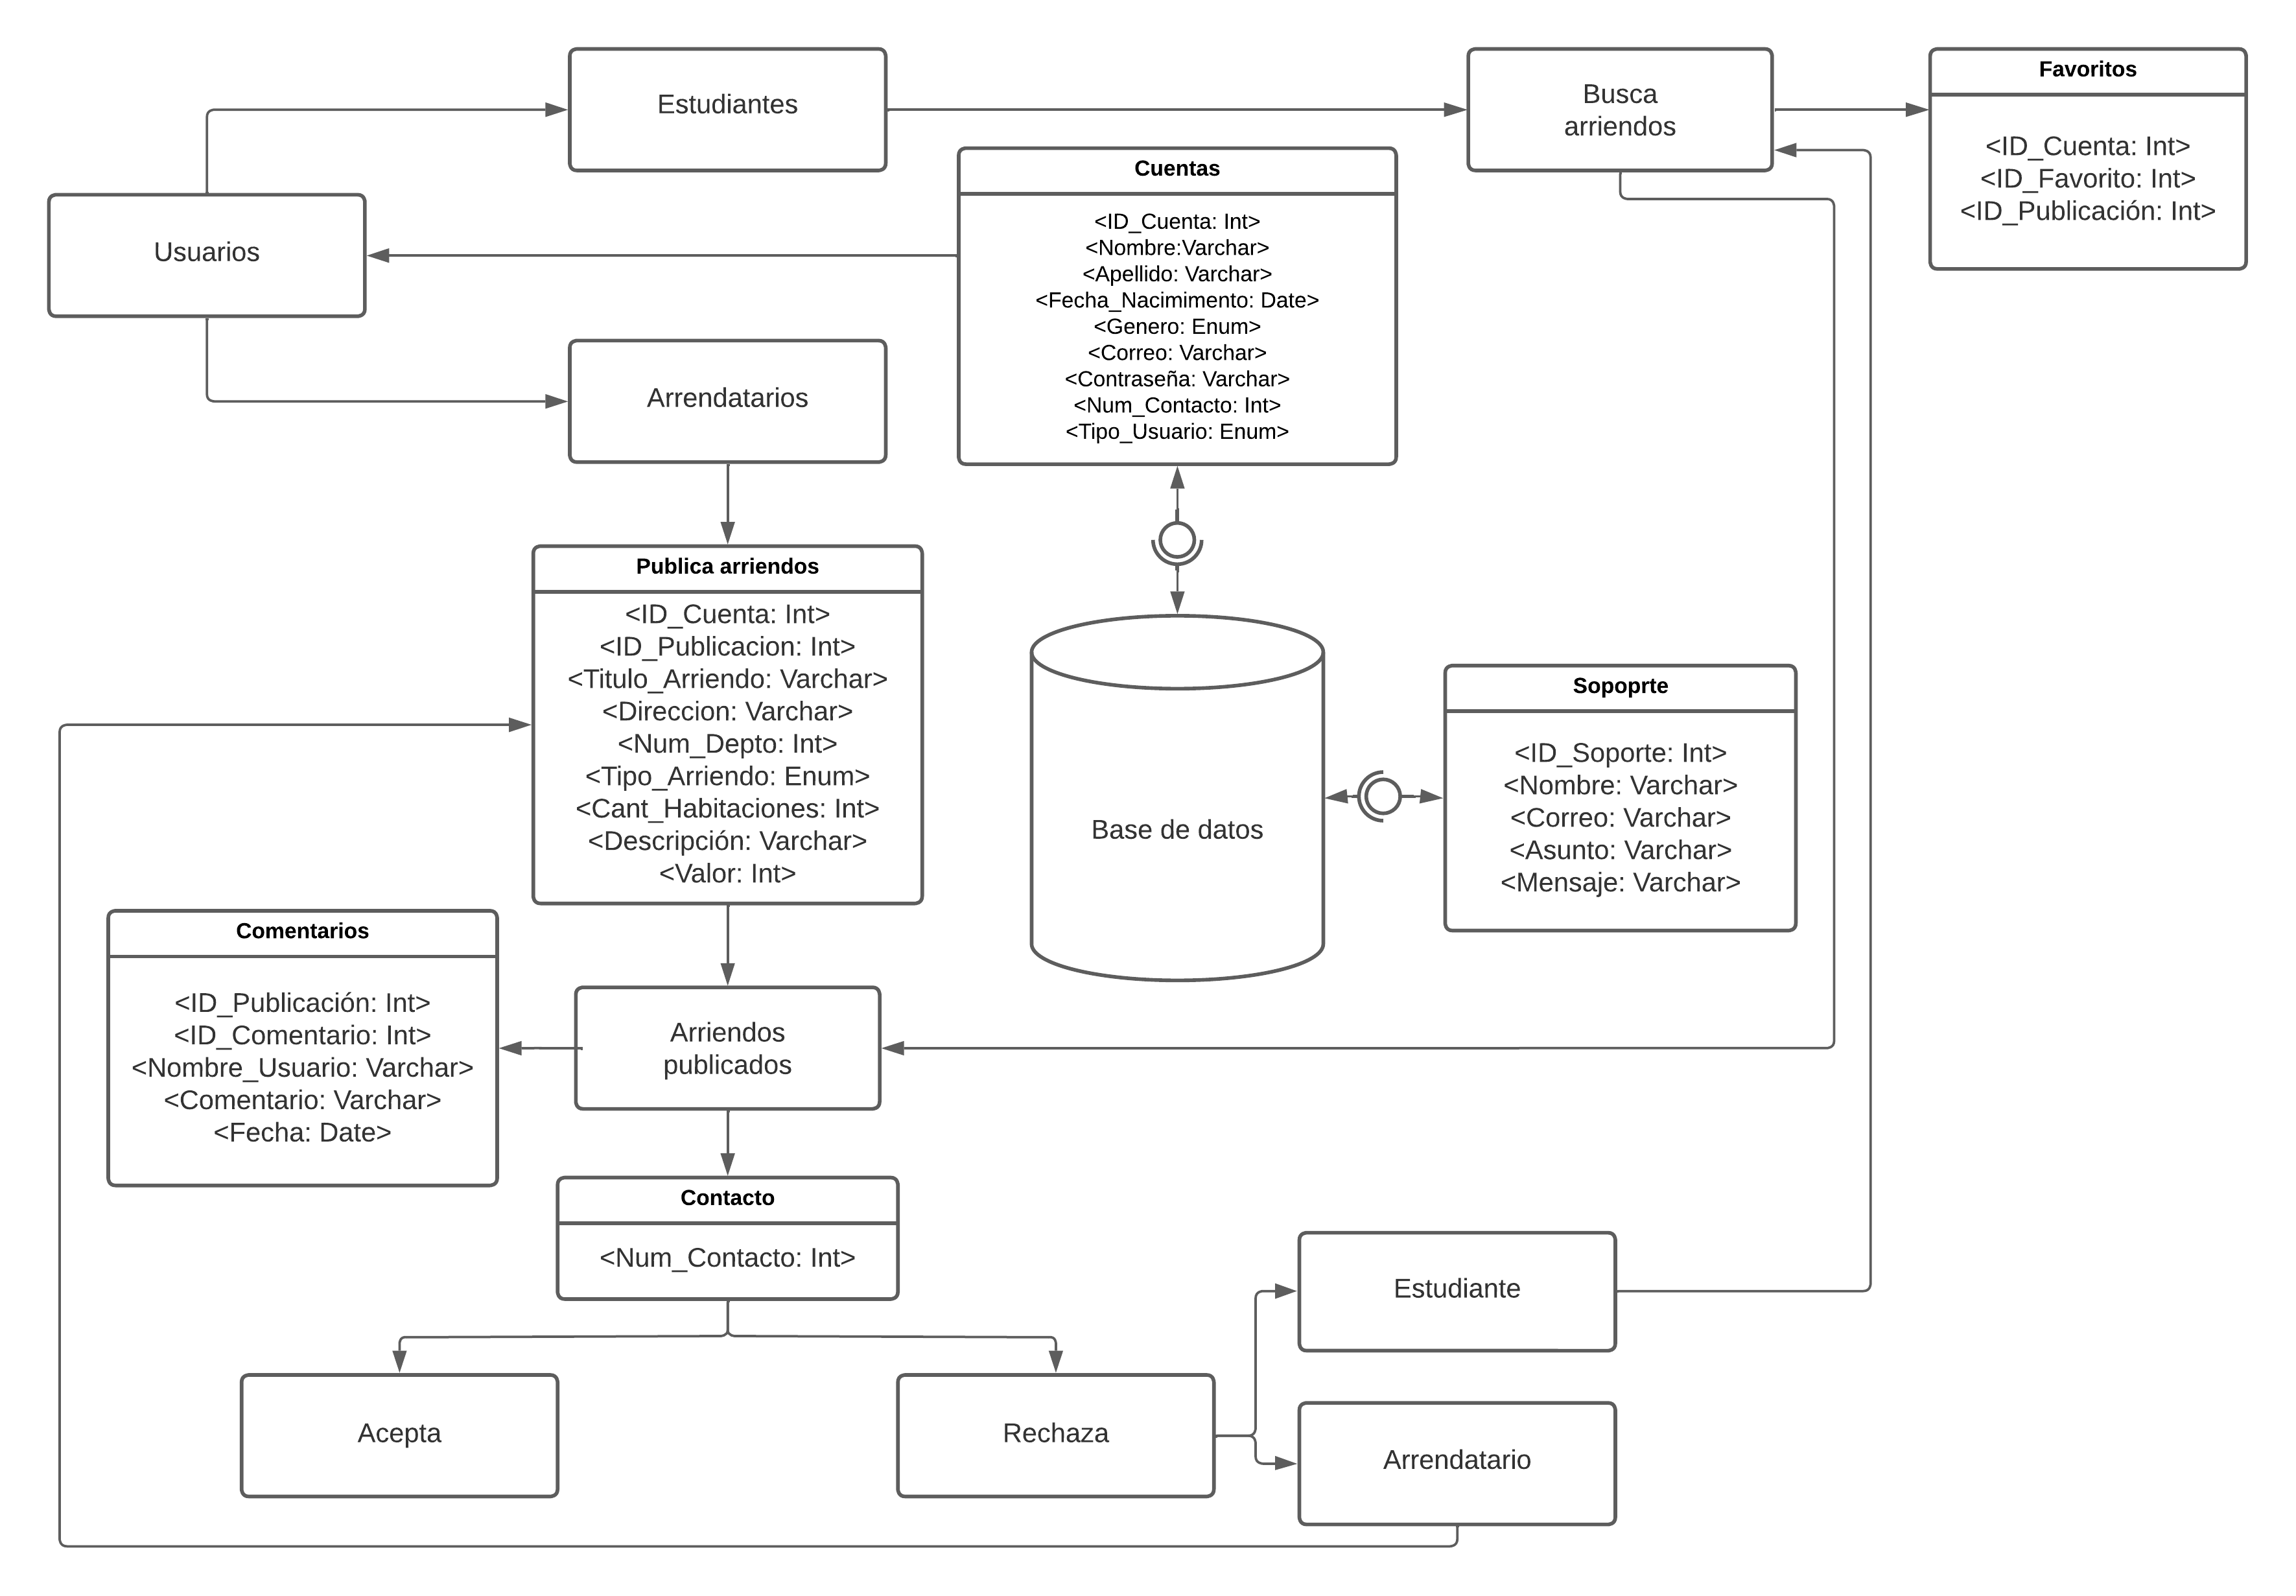 Estudiantes
Busca
arriendos
Favoritos
<ID_Cuenta: Int>
<ID_Favorito: Int>
<ID_Publicación: Int>
Usuarios
Cuentas
<ID_Cuenta: Int>
<Nombre:Varchar>
<Apellido: Varchar>
<Fecha_Nacimimento: Date>
<Genero: Enum>
<Correo: Varchar>
<Contraseña: Varchar>
<Num_Contacto: Int>
<Tipo_Usuario: Enum>
Arrendatarios
Publica arriendos
<ID_Cuenta: Int>
<ID_Publicacion: Int>
<Titulo_Arriendo: Varchar>
<Direccion: Varchar>
<Num_Depto: Int>
<Tipo_Arriendo: Enum>
<Cant_Habitaciones: Int>
<Descripción: Varchar>
<Valor: Int>
Base de datos
Sopoprte
<ID_Soporte: Int>
<Nombre: Varchar>
<Correo: Varchar>
<Asunto: Varchar>
<Mensaje: Varchar>
Comentarios
<ID_Publicación: Int>
<ID_Comentario: Int>
<Nombre_Usuario: Varchar>
<Comentario: Varchar>
<Fecha: Date>
Arriendos
publicados
Contacto
<Num_Contacto: Int>
Estudiante
Acepta
Rechaza
Arrendatario